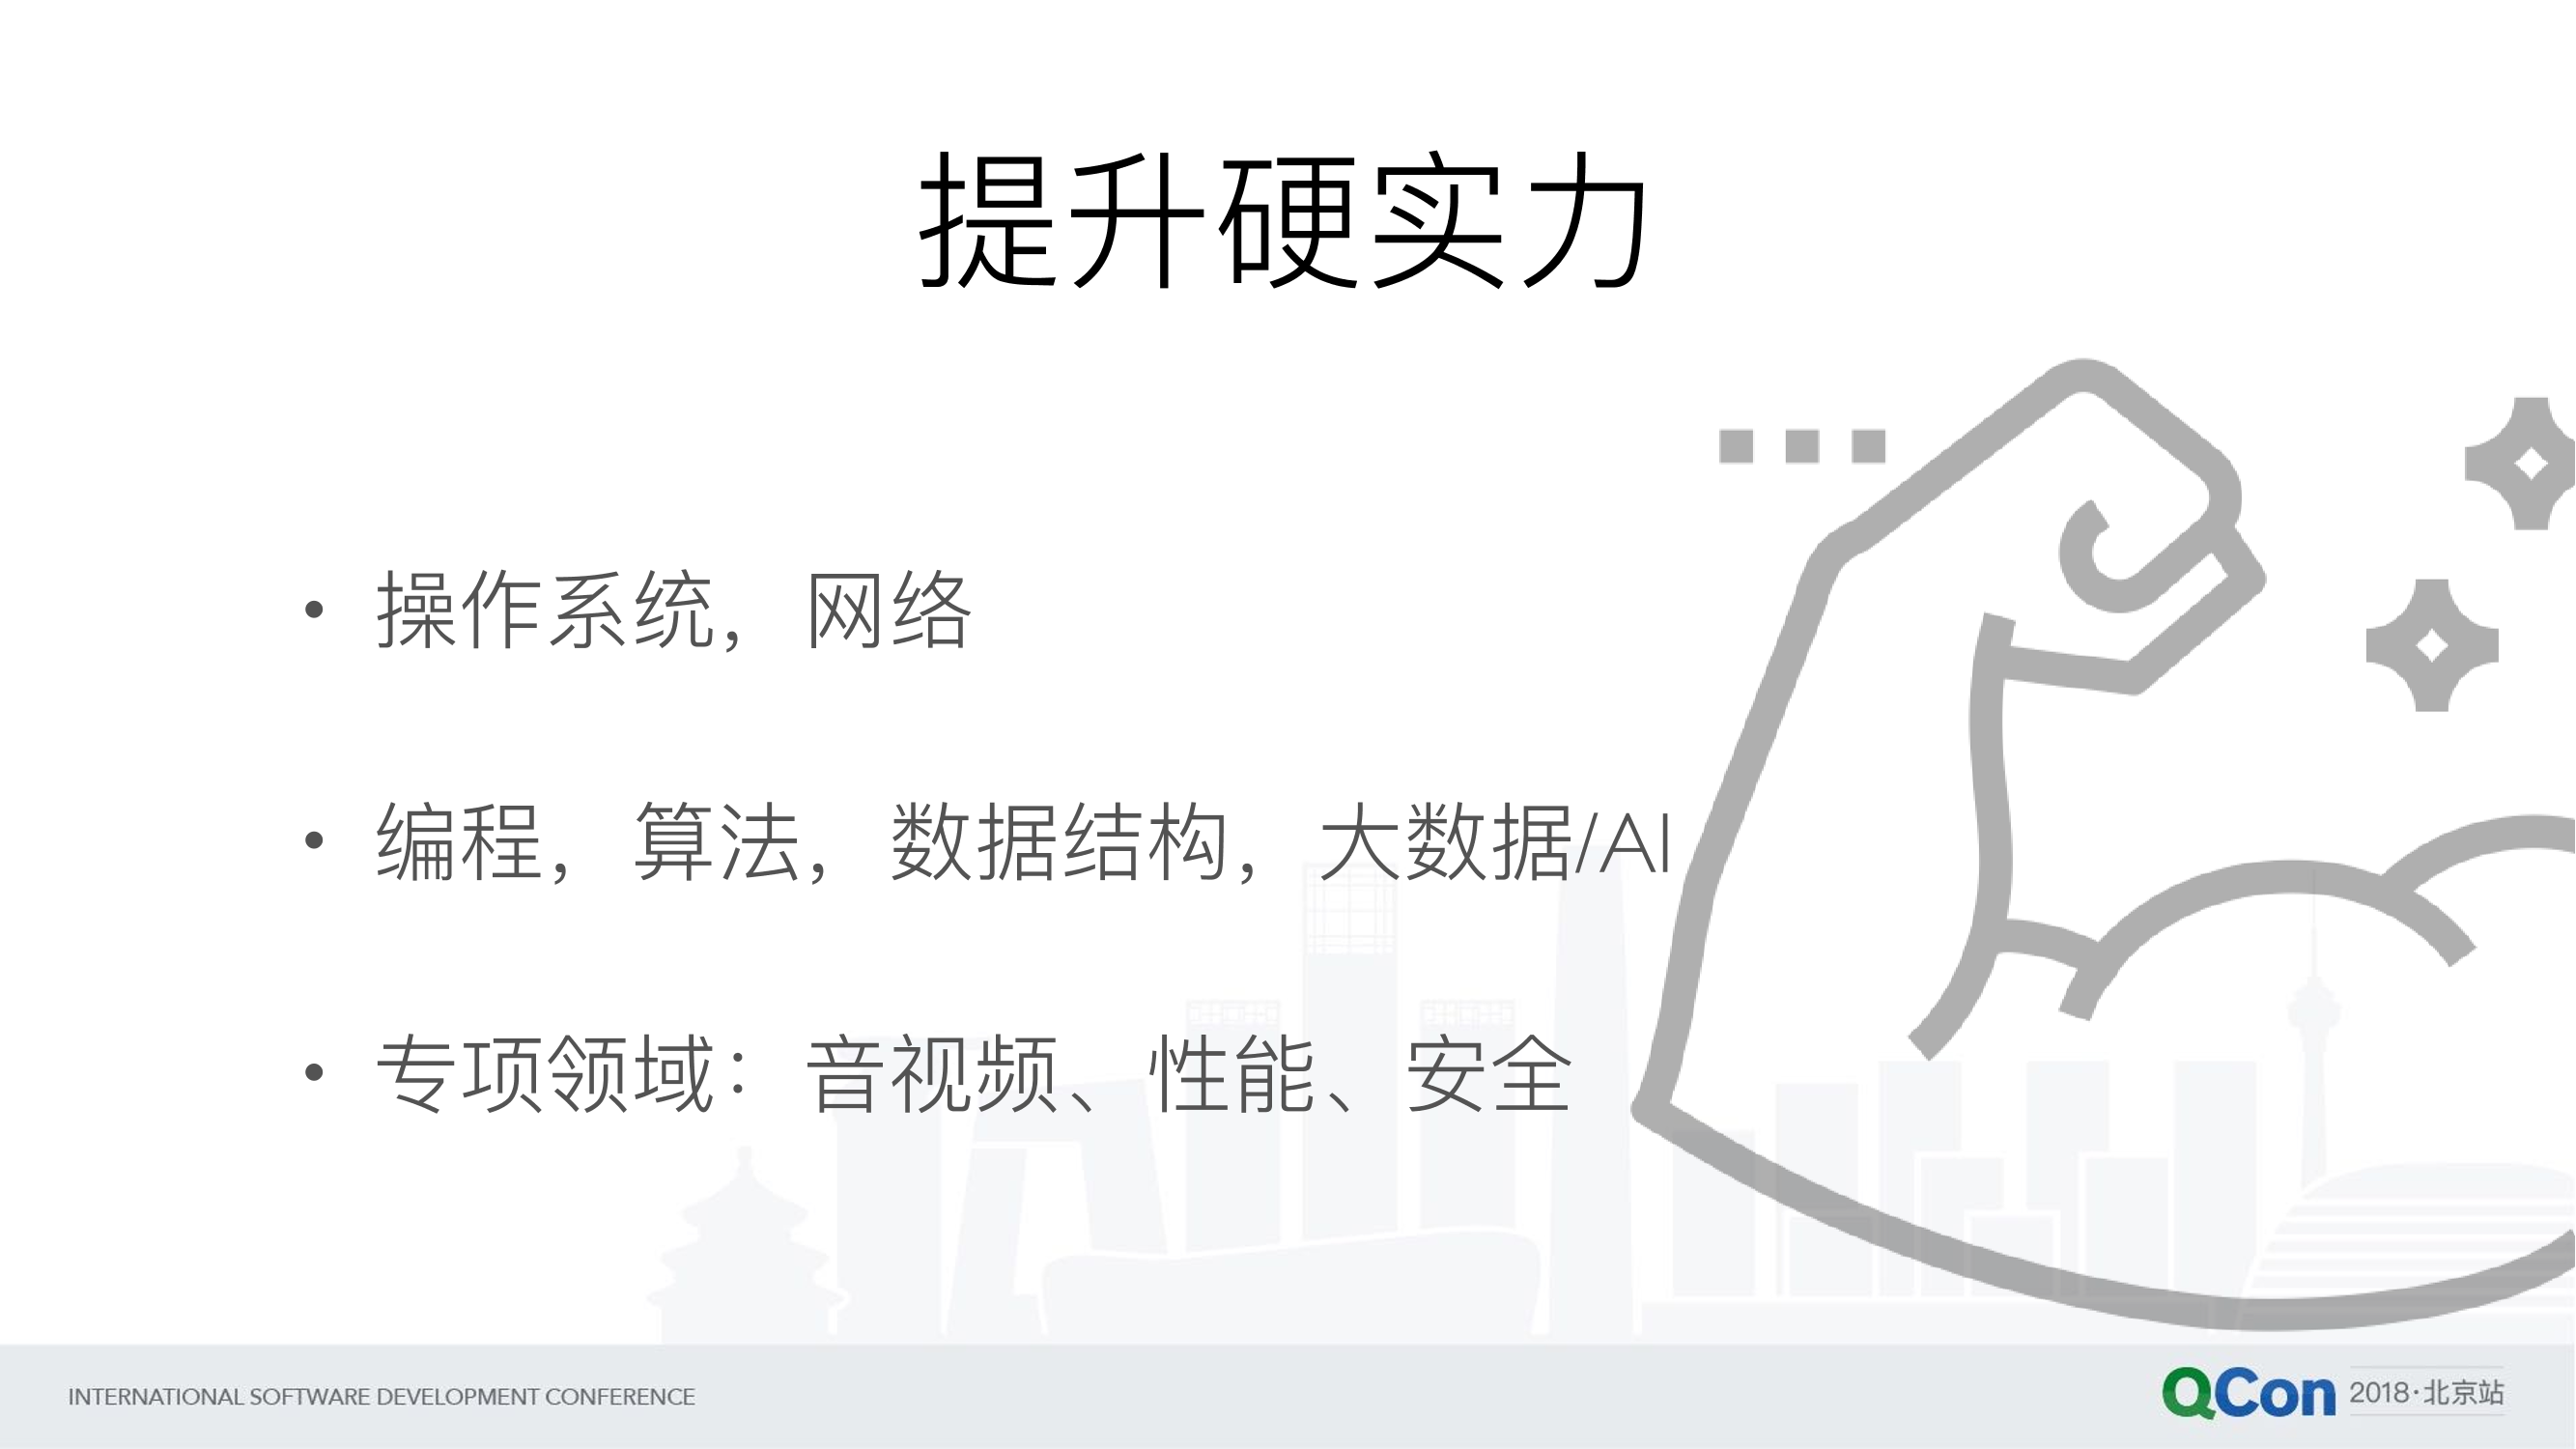 提升硬实力
• 操作系统，网络
• 编程，算法，数据结构，大数据/AI
• 专项领域：音视频、性能、安全
INTERNATIONAL SOFTWARE DEVELOPMENT CONFERENCE
QCon 2018·北京站